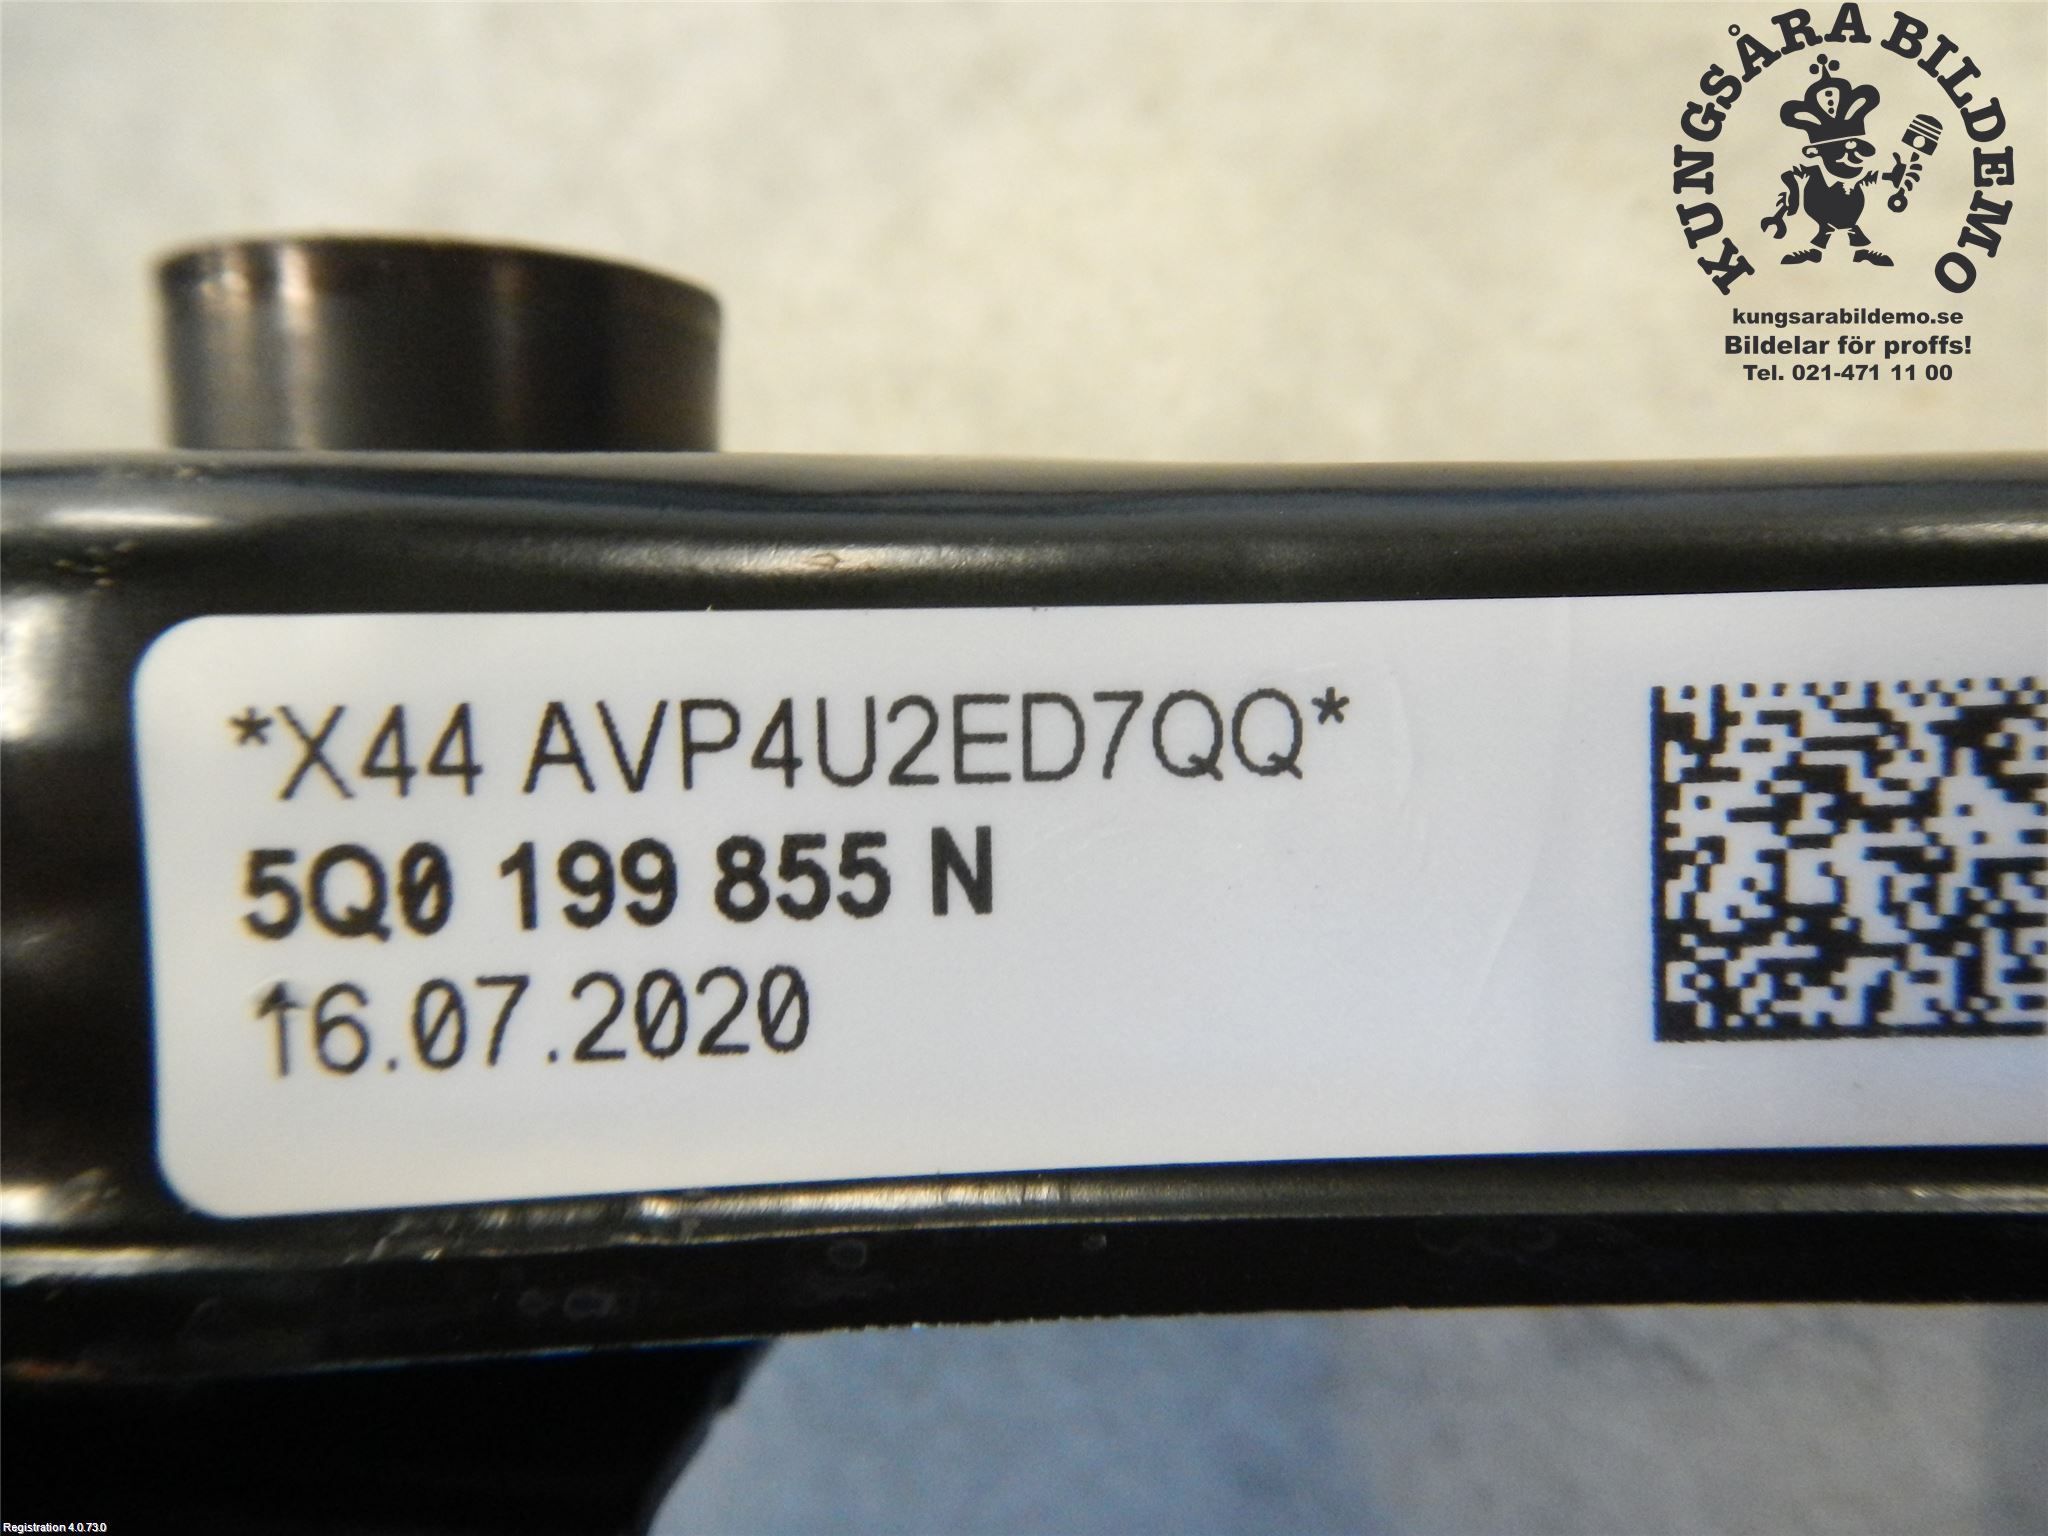 KUNGSÅRA BILDEMO
kungsarabildemo.se
Bildelar för proffs!
Tel. 021-471 11 00
*X44 AVP4U2ED7QQ*
5Q0 199 855 N
16.07.2020
Registration 4.0.73.0